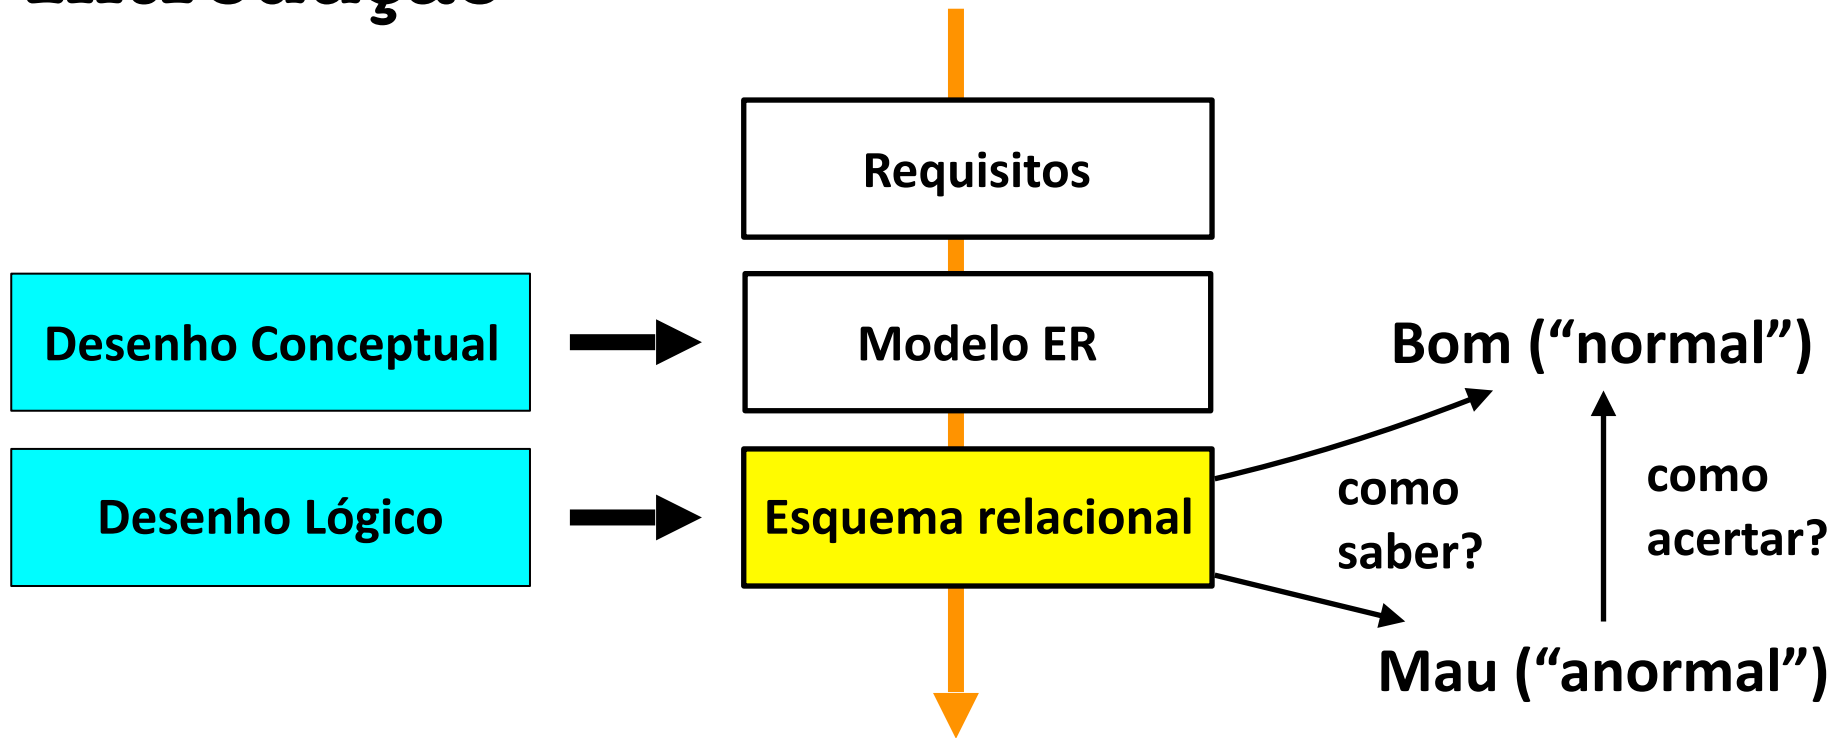 Requisitos
Desenho Conceptual
Modelo ER
Bom (“normal”)
Desenho Lógico
Esquema relacional
como
saber?
como
acertar?
Mau (“anormal”)